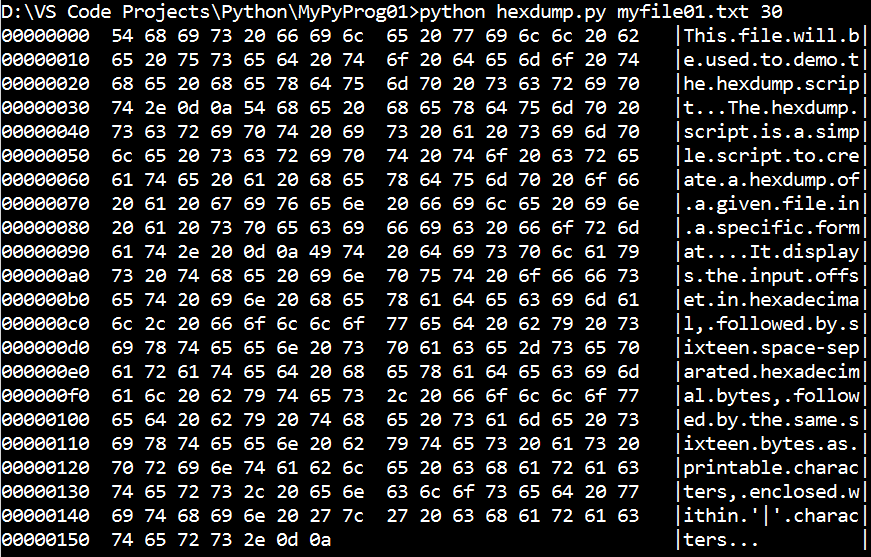 D:\VS Code Projects\Python\MyPyProg01>python hexdump.py myfile01.txt 30
00000000  54 68 69 73 20 66 69 6c  65 20 77 69 6c 6c 20 62   |This.file.will.b|
00000010  65 20 75 73 65 64 20 74  6f 20 64 65 6d 6f 20 74   |e.used.to.demo.t|
00000020  68 65 20 68 65 78 64 75  6d 70 20 73 63 72 69 70   |he.hexdump.scrip|
00000030  74 2e 0d 0a 54 68 65 20  68 65 78 64 75 6d 70 20   |t...The.hexdump.|
00000040  73 63 72 69 70 74 20 69  73 20 61 20 73 69 6d 70   |script.is.a.simp|
00000050  6c 65 20 73 63 72 69 70  74 20 74 6f 20 63 72 65   |le.script.to.cre|
00000060  61 74 65 20 61 20 68 65  78 64 75 6d 70 20 6f 66   |ate.a.hexdump.of|
00000070  20 61 20 67 69 76 65 6e  20 66 69 6c 65 20 69 6e   |.a.given.file.in|
00000080  20 61 20 73 70 65 63 69  66 69 63 20 66 6f 72 6d   |.a.specific.form|
00000090  61 74 2e 20 0d 0a 49 74  20 64 69 73 70 6c 61 79   |at....It.display|
000000a0  73 20 74 68 65 20 69 6e  70 75 74 20 6f 66 66 73   |s.the.input.offs|
000000b0  65 74 20 69 6e 20 68 65  78 61 64 65 63 69 6d 61   |et.in.hexadecima|
000000c0  6c 2c 20 66 6f 6c 6c 6f  77 65 64 20 62 79 20 73   |l,.followed.by.s|
000000d0  69 78 74 65 65 6e 20 73  70 61 63 65 2d 73 65 70   |ixteen.space-sep|
000000e0  61 72 61 74 65 64 20 68  65 78 61 64 65 63 69 6d   |arated.hexadecim|
000000f0  61 6c 20 62 79 74 65 73  2c 20 66 6f 6c 6c 6f 77   |al.bytes,.follow|
00000100  65 64 20 62 79 20 74 68  65 20 73 61 6d 65 20 73   |ed.by.the.same.s|
00000110  69 78 74 65 65 6e 20 62  79 74 65 73 20 61 73 20   |ixteen.bytes.as.|
00000120  70 72 69 6e 74 61 62 6c  65 20 63 68 61 72 61 63   |printable.charac|
00000130  74 65 72 73 2c 20 65 6e  63 6c 6f 73 65 64 20 77   |ters,.enclosed.w|
00000140  69 74 68 69 6e 20 27 7c  27 20 63 68 61 72 61 63   |ithin.'|'.charac|
00000150  74 65 72 73 2e 0d 0a                               |ters...         |